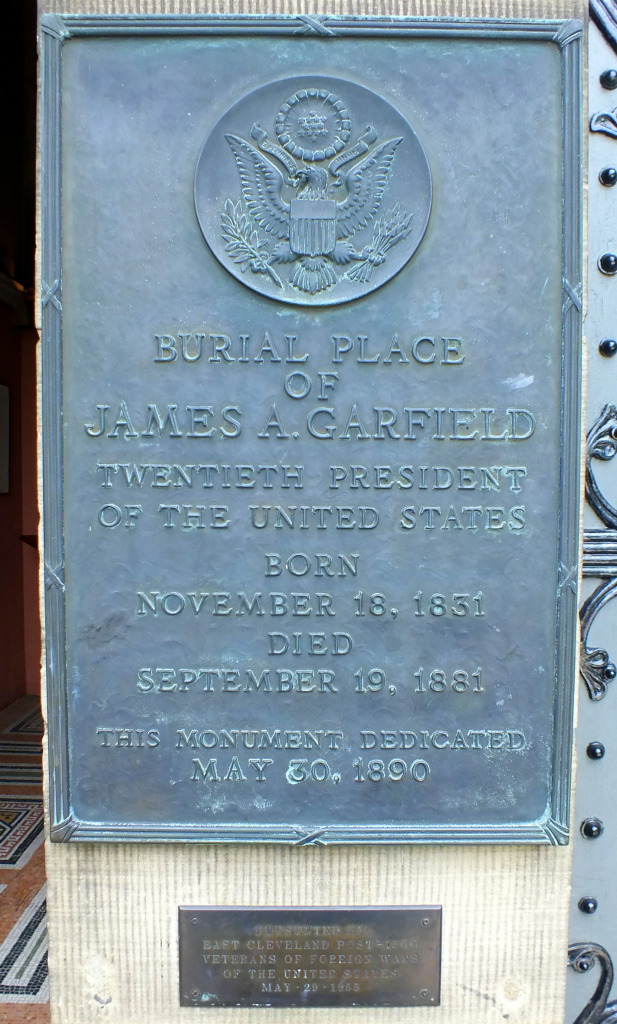 BURIAL PLACE
OF
JAMES A. GARFIELD
TWENTIETH PRESIDENT
OF THE UNITED STATES
BORN
NOVEMBER 18, 1831
DIED
SEPTEMBER 19, 1881
THIS MONUMENT DEDICATED
MAY 30, 1890
EAST CLEVELAND POST
VETERANS OF FOREIGN WARS
OF THE UNITED STATES
MAY